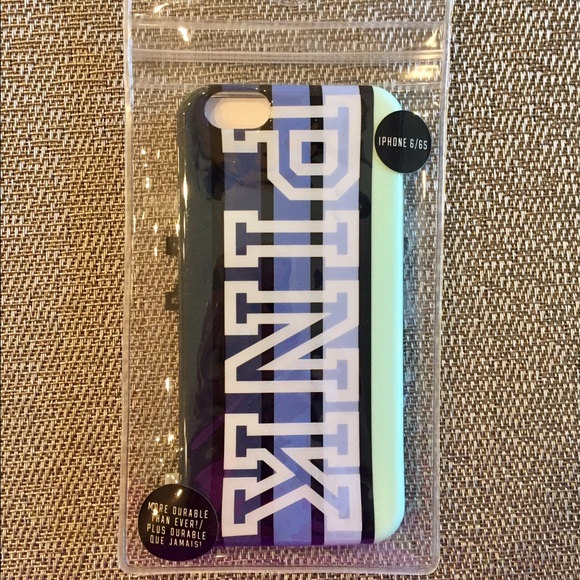 IPHONE 6/6S
PINK
MORE DURABLE
THAN EVER!/
PLUS DURABLE
QUE JAMAIS!